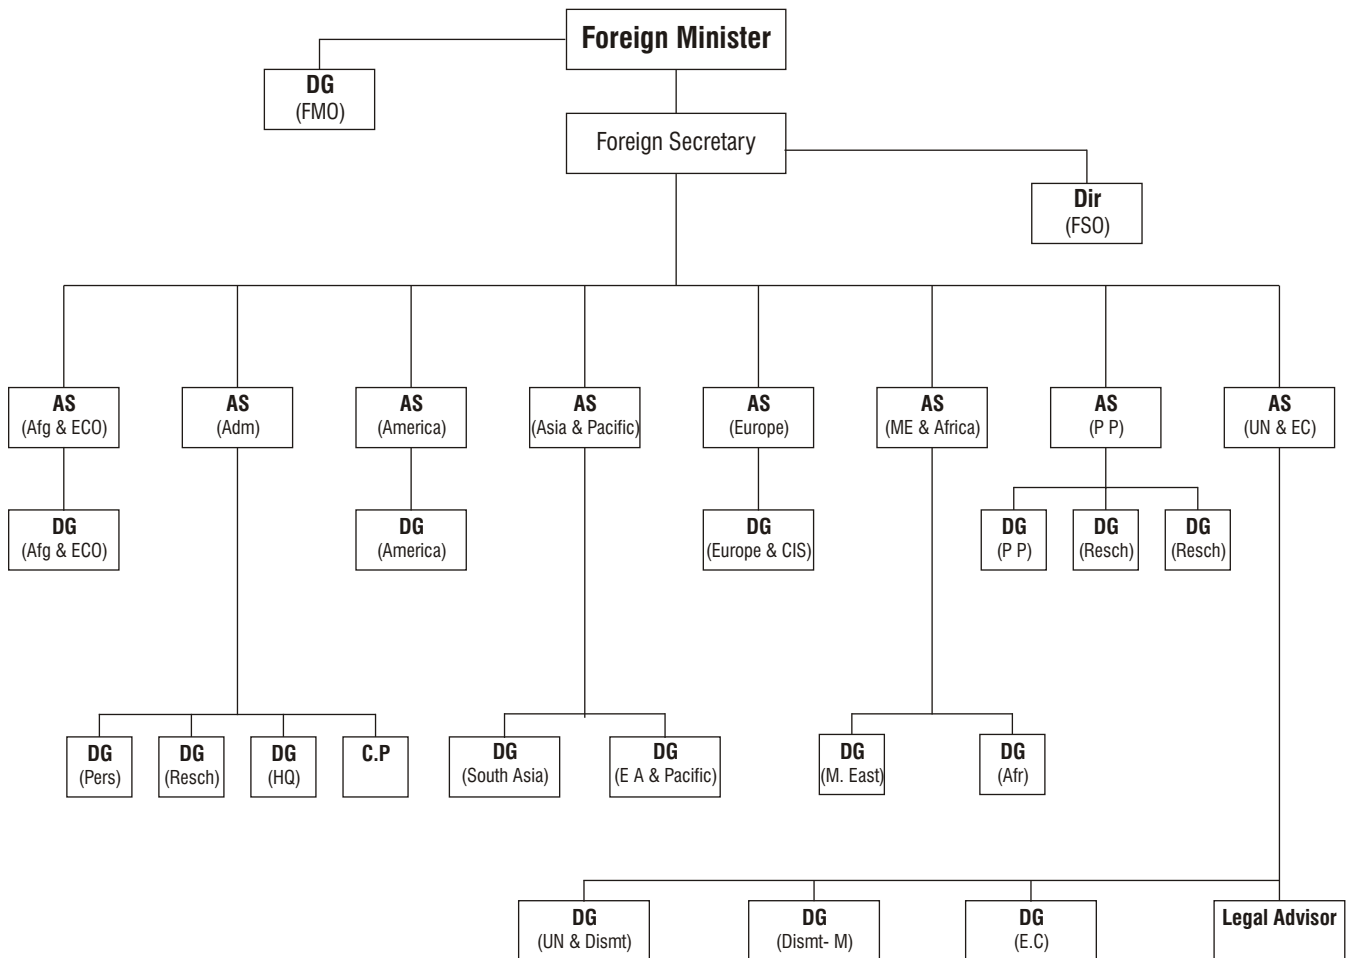 Foreign Minister
DG
(FMO)
Foreign Secretary
Dir
(FSO)
AS
(Afg & ECO)
AS
(Adm)
AS
(America)
AS
(Asia & Pacific)
AS
(Europe)
AS
(ME & Africa)
AS
(P P)
AS
(UN & EC)
DG
(Afg & ECO)
DG
(America)
DG
(Europe & CIS)
DG
(P P)
DG
(Resch)
DG
(Resch)
DG
(Pers)
DG
(Resch)
DG
(HQ)
C.P
DG
(South Asia)
DG
(E A & Pacific)
DG
(M. East)
DG
(Afr)
DG
(UN & Dismt)
DG
(Dismt- M)
DG
(E.C)
Legal Advisor